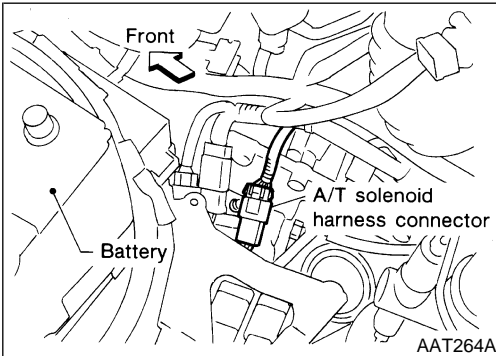 Front
A/T solenoid
harness connector
Battery
AAT264A